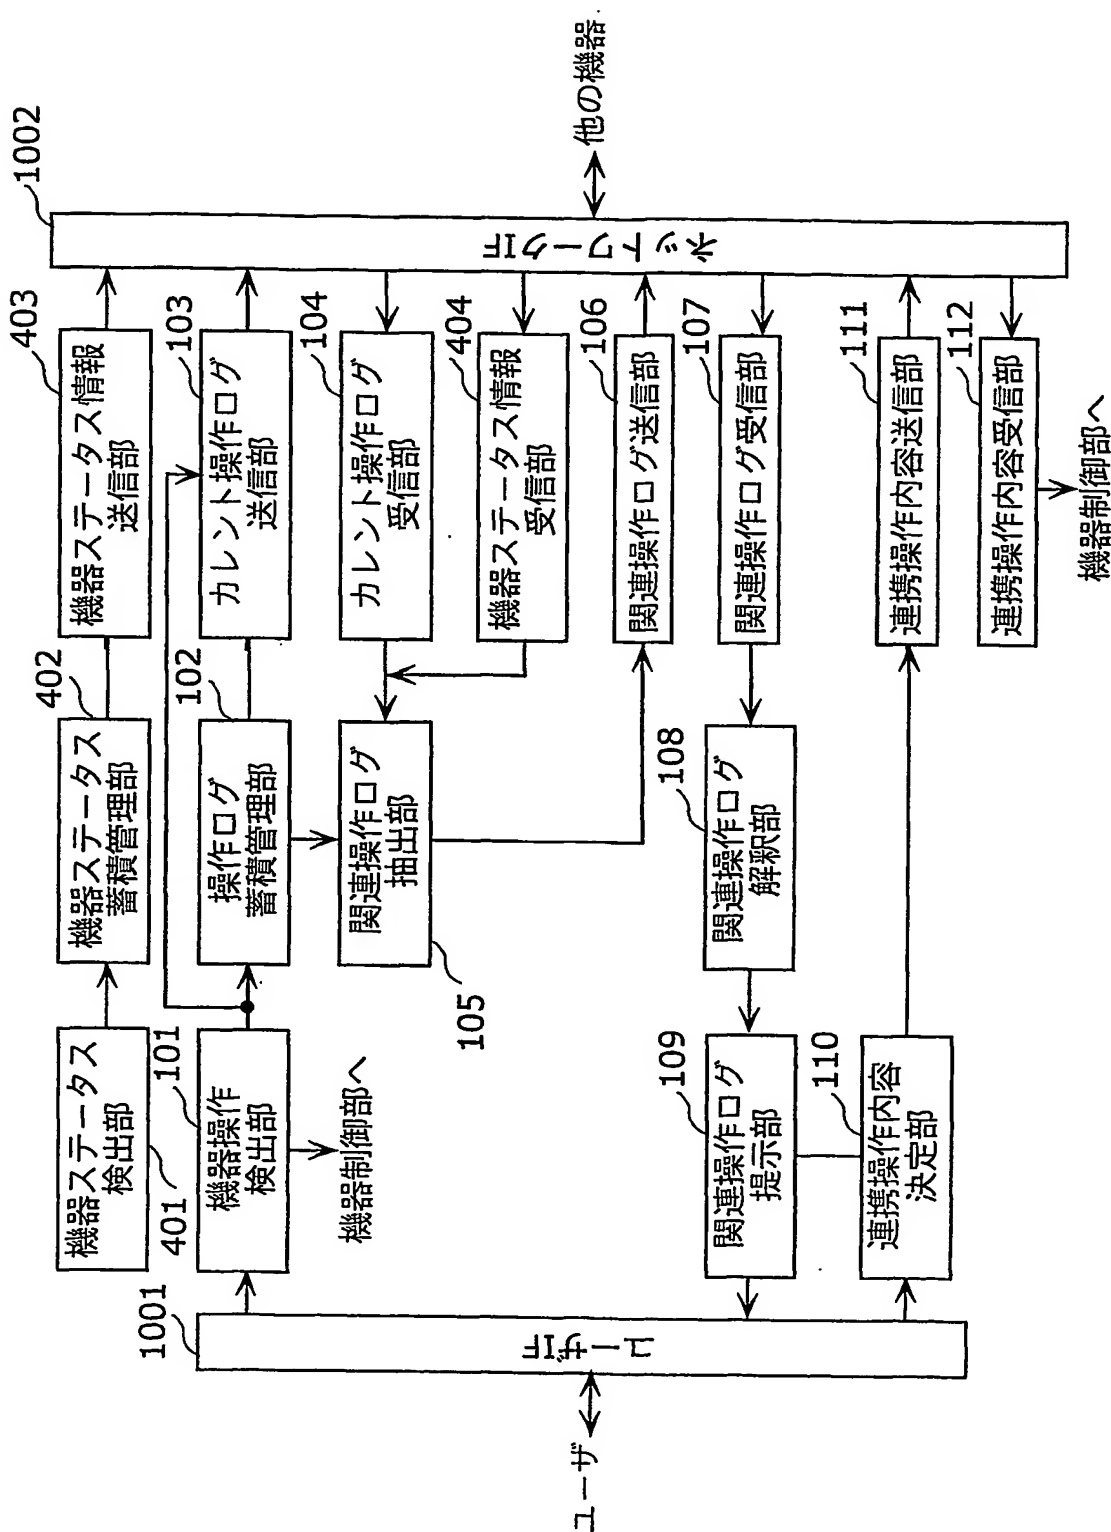 1002
403
機器ステータス情報
送信部
402
機器ステータス
蓄積管理部
機器ステータス
検出部
401
103
カレント操作ログ
送信部
102
操作ログ
蓄積管理部
101
機器操作
検出部
機器制御部へ
1001
ユーザIF
ユーザ
104
カレント操作ログ
受信部
404
機器ステータス情報
受信部
関連操作ログ
抽出部
105
106
関連操作ログ送信部
107
関連操作ログ受信部
108
関連操作ログ
解釈部
109
関連操作ログ
提示部
110
連携操作内容
決定部
111
連携操作内容送信部
112
連携操作内容受信部
機器制御部へ
ネットワークIF
他の機器